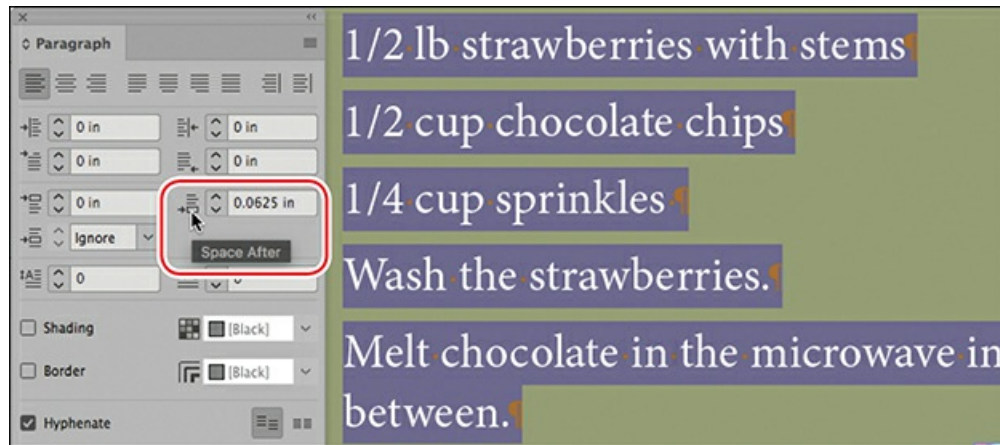 Paragraph
0 in
0 in
0 in
0 in
0 in
0.0625 in
Ignore
Space After
0
Shading
[Black]
Border
[Black]
Hyphenate
1/2 lb strawberries with stems¶
1/2 cup chocolate chips¶
1/4 cup sprinkles ¶
Wash the strawberries.¶
Melt chocolate in the microwave in
between.¶